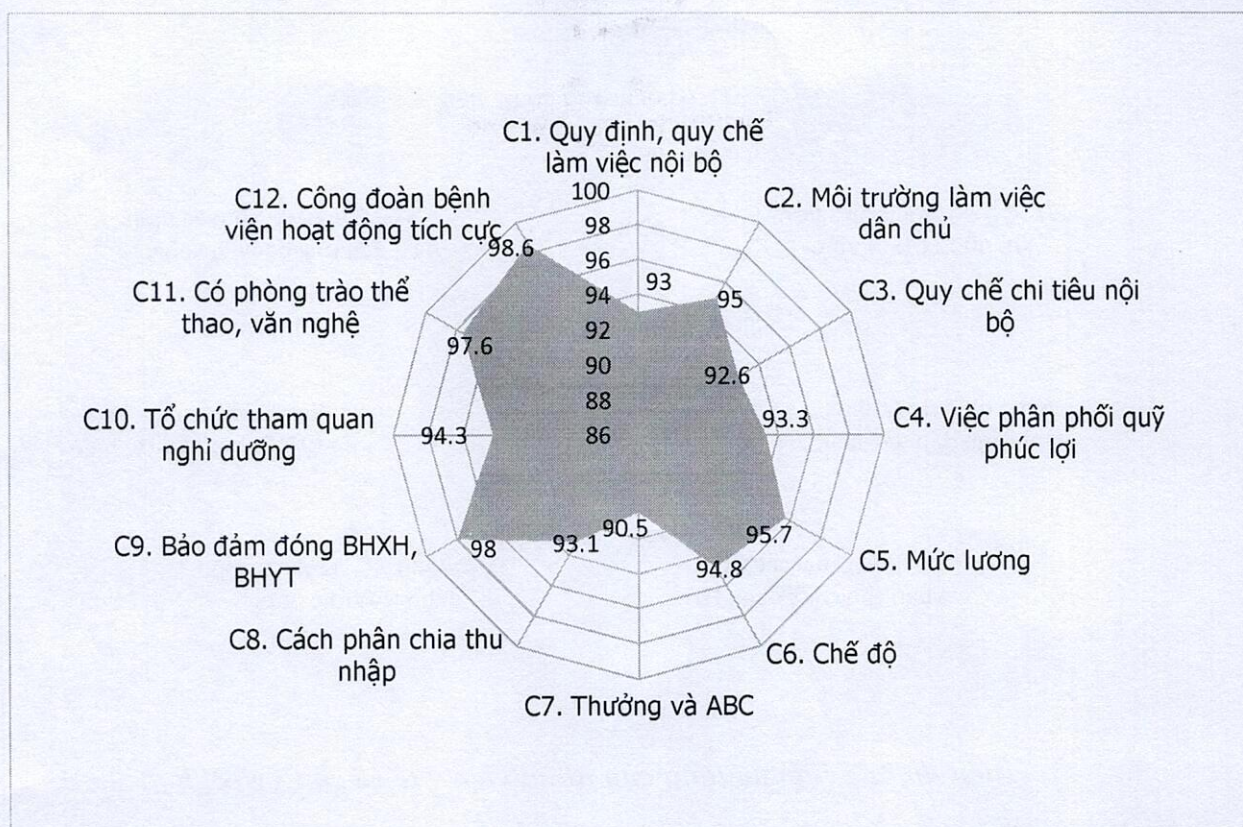 C1. Quy định, quy chế
làm việc nội bộ
C2. Môi trường làm việc
dân chủ
C3. Quy chế chi tiêu nội
bộ
C4. Việc phân phối quỹ
phúc lợi
C5. Mức lương
C6. Chế độ
C7. Thưởng và ABC
C8. Cách phân chia thu
nhập
C9. Bảo đảm đóng BHXH,
BHYT
C10. Tổ chức tham quan
nghỉ dưỡng
C11. Có phòng trào thể
thao, văn nghệ
C12. Công đoàn bệnh
viện hoạt động tích cực
100
98
96
94
92
90
88
86
93
95
92.6
93.3
95.7
94.8
90.5
93.1
98
94.3
97.6
98.6